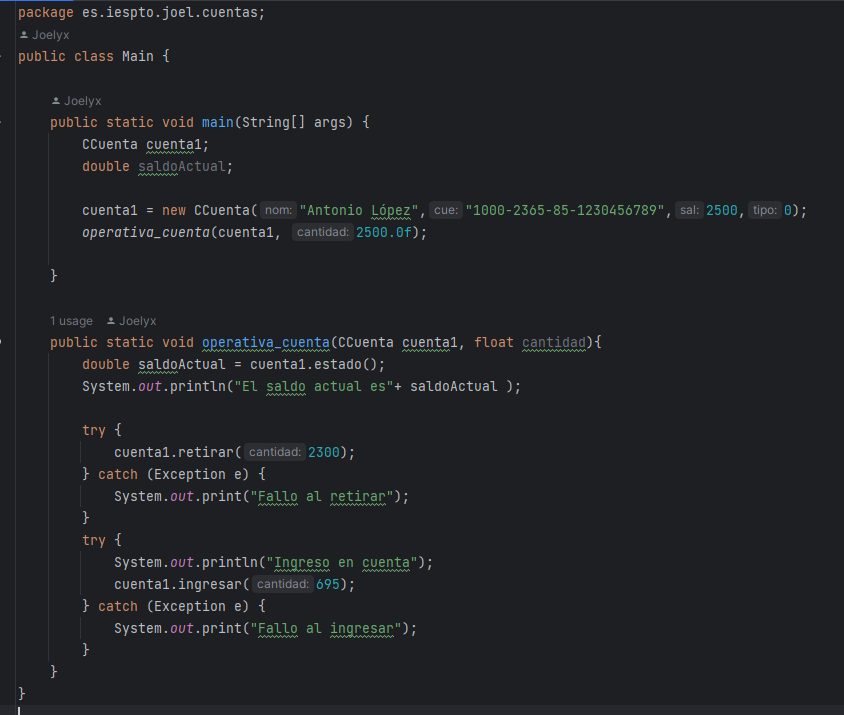 package es.iespto.joel.cuentas;
Joelyx
public class Main {
Joelyx
public static void main(String[] args) {
CCuenta cuenta1;
double saldoActual;
cuenta1 = new CCuenta( nom: "Antonio López", cue: "1000-2365-85-1230456789", sal: 2500, tipo: 0);
operativa_cuenta(cuenta1, cantidad: 2500.0f);
}
1 usage Joelyx
public static void operativa_cuenta(CCuenta cuenta1, float cantidad){
double saldoActual = cuenta1.estado();
System.out.println("El saldo actual es"+ saldoActual );
try {
cuenta1.retirar( cantidad: 2300);
} catch (Exception e) {
System.out.print("Fallo al retirar");
}
try {
System.out.println("Ingreso en cuenta");
cuenta1.ingresar( cantidad: 695);
} catch (Exception e) {
System.out.print("Fallo al ingresar");
}
}
}